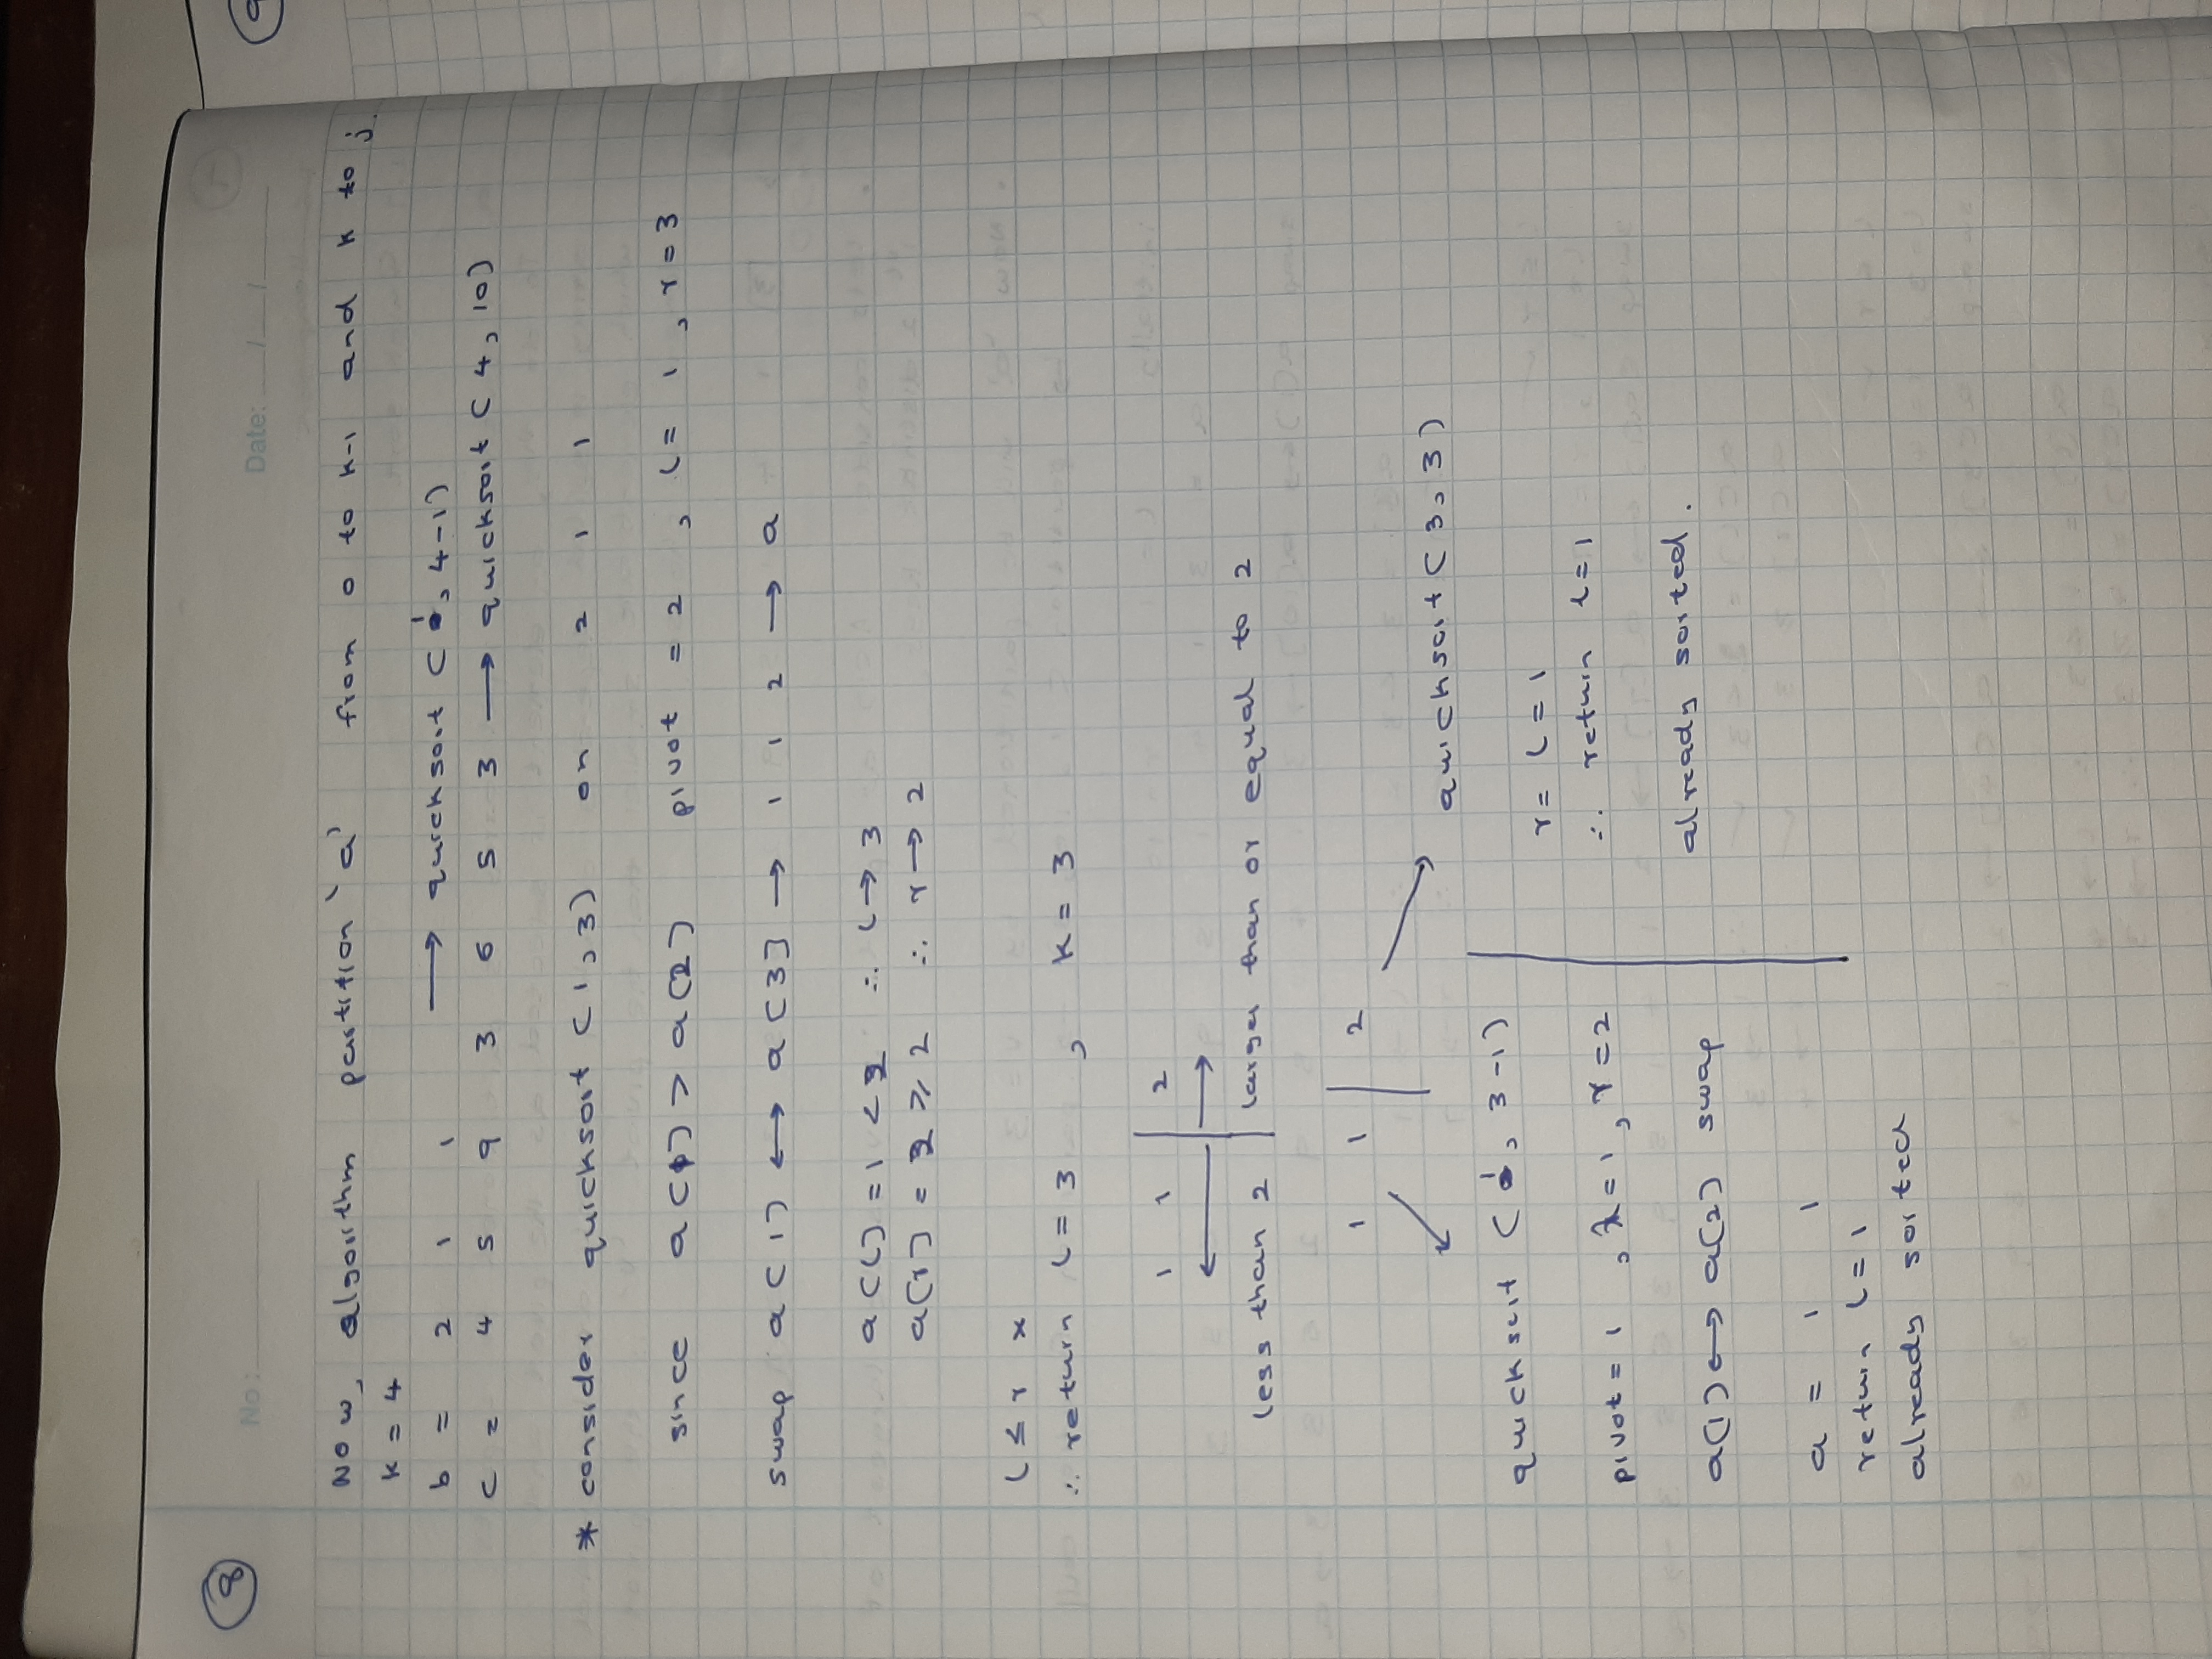 8
No: Date: / /
Now, algorithm partition 'a' from 0 to k-1 and k to j.
k = 4
b = 2 1 1 → quicksort (1, 4-1)
c = 4 5 9 3 6 5 3 → quicksort (4, 10)
* consider quicksort (1, 3) on 2 1 1
since a[1] > a[2] pivot = 2, l = 1, r = 3
swap a[1] ↔ a[3] → 1 1 2 → a
a[l] = 1 < 2 ∴ l → 3
a[r] = 2 ≥ 2 ∴ r → 2
l ≤ r ×
∴ return l = 3, k = 3
1 1 | 2
← →
less than 2 | larger than or equal to 2
1 1 | 2
quicksort (3, 3)
quicksort (1, 3-1)
r = l = 1
∴ return l = 1
pivot = 1, l = 1, r = 2
already sorted.
a[1] ↔ a[2] swap
a = 1 1
return l = 1
already sorted